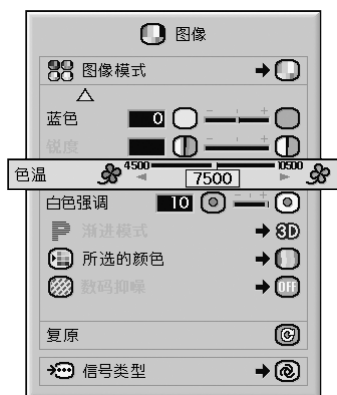 图像
图像模式
蓝色 0 - +
锐度 - +
色温 4500 7500 10500
白色强调 10 - +
渐进模式 3D
所选的颜色
数码抑噪 OFF
复原
信号类型